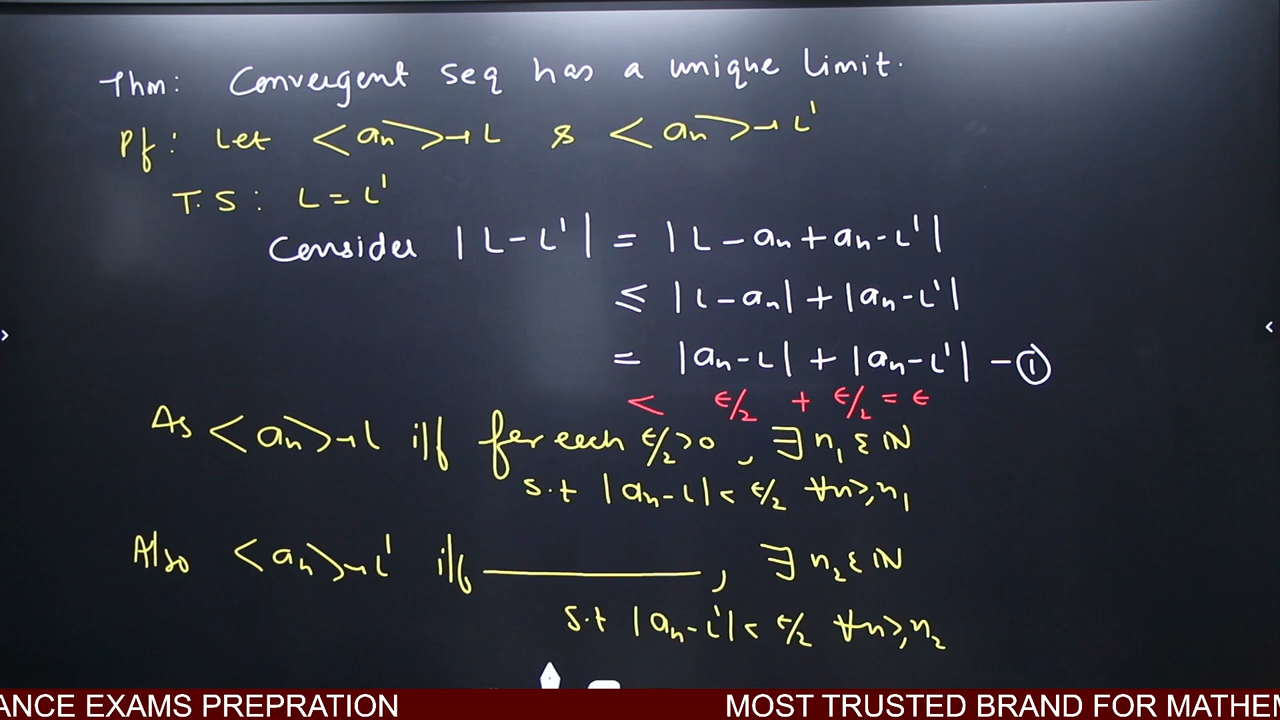 Thm: Convergent seq has a unique limit.
Pf: Let <an> → L & <an> → L'
T.S: L = L'
Consider |L - L'| = |L - an + an - L'|
≤ |L - an| + |an - L'|
= |an - L| + |an - L'| - ①
< ϵ/2 + ϵ/2 = ϵ
As <an> → L iff for each ϵ/2 > 0, ∃ n₁ ∈ ℕ
s.t |an - L| < ϵ/2 ∀ n ≥ n₁
Also <an> → L' iff ________, ∃ n₂ ∈ ℕ
s.t |an - L'| < ϵ/2 ∀ n ≥ n₂
ANCE EXAMS PREPRATION MOST TRUSTED BRAND FOR MATHEM